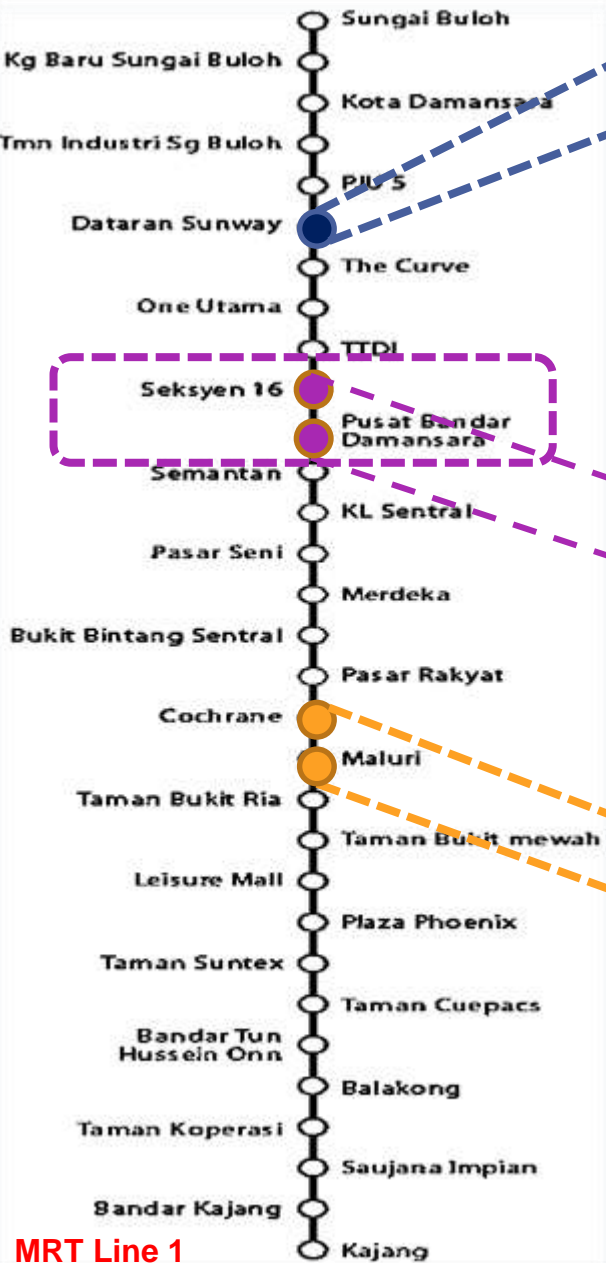 Sungai Buloh
Kg Baru Sungai Buloh
Kota Damansara
Tmn Industri Sg Buloh
PJU 5
Dataran Sunway
The Curve
One Utama
TTDI
Seksyen 16
Pusat Bandar
Damansara
Semantan
KL Sentral
Pasar Seni
Merdeka
Bukit Bintang Sentral
Pasar Rakyat
Cochrane
Maluri
Taman Bukit Ria
Taman Bukit mewah
Leisure Mall
Plaza Phoenix
Taman Suntex
Taman Cuepacs
Bandar Tun
Hussein Onn
Balakong
Taman Koperasi
Saujana Impian
Bandar Kajang
Kajang
MRT Line 1